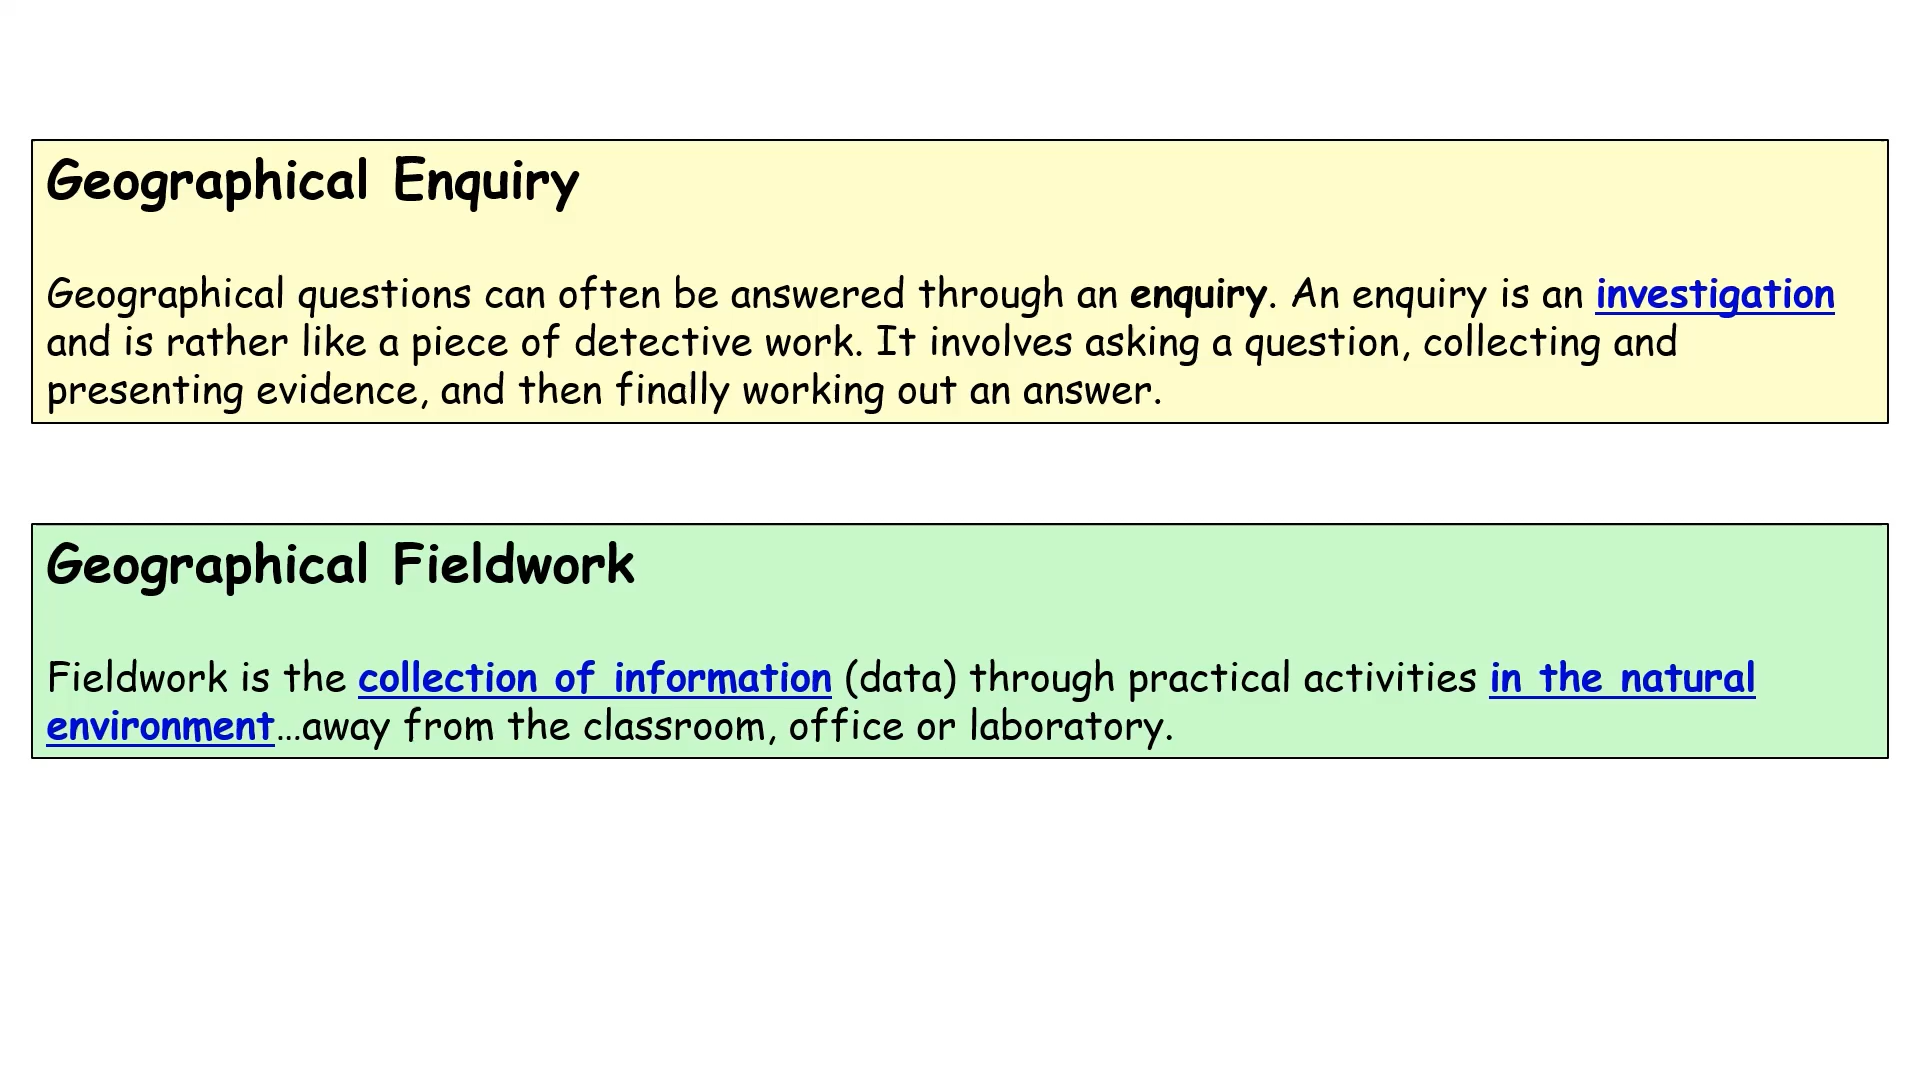 Geographical Enquiry
Geographical questions can often be answered through an enquiry. An enquiry is an investigation
and is rather like a piece of detective work. It involves asking a question, collecting and
presenting evidence, and then finally working out an answer.
Geographical Fieldwork
Fieldwork is the collection of information (data) through practical activities in the natural
environment…away from the classroom, office or laboratory.